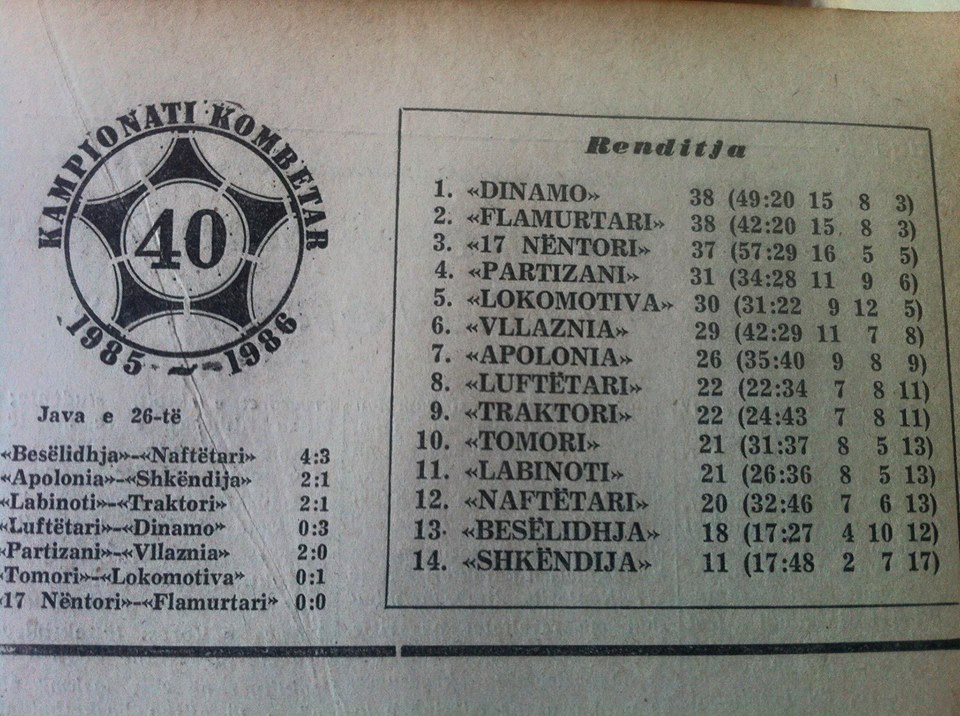 KAMPIONATI KOMBETAR
40
1985 ~ 1986
Java e 26-të
«Besëlidhja»-«Naftëtari» 4:3
«Apolonia»-«Shkëndija» 2:1
«Labinoti»-«Traktori» 2:1
«Luftëtari»-«Dinamo» 0:3
«Partizani»-«Vllaznia» 2:0
«Tomori»-«Lokomotiva» 0:1
«17 Nëntori»-«Flamurtari» 0:0
Renditja
1. «DINAMO» 38 (49:20 15 8 3)
2. «FLAMURTARI» 38 (42:20 15 8 3)
3. «17 NËNTORI» 37 (57:29 16 5 5)
4. «PARTIZANI» 31 (34:28 11 9 6)
5. «LOKOMOTIVA» 30 (31:22 9 12 5)
6. «VLLAZNIA» 29 (42:29 11 7 8)
7. «APOLONIA» 26 (35:40 9 8 9)
8. «LUFTËTARI» 22 (22:34 7 8 11)
9. «TRAKTORI» 22 (24:43 7 8 11)
10. «TOMORI» 21 (31:37 8 5 13)
11. «LABINOTI» 21 (26:36 8 5 13)
12. «NAFTËTARI» 20 (32:46 7 6 13)
13. «BESËLIDHJA» 18 (17:27 4 10 12)
14. «SHKËNDIJA» 11 (17:48 2 7 17)